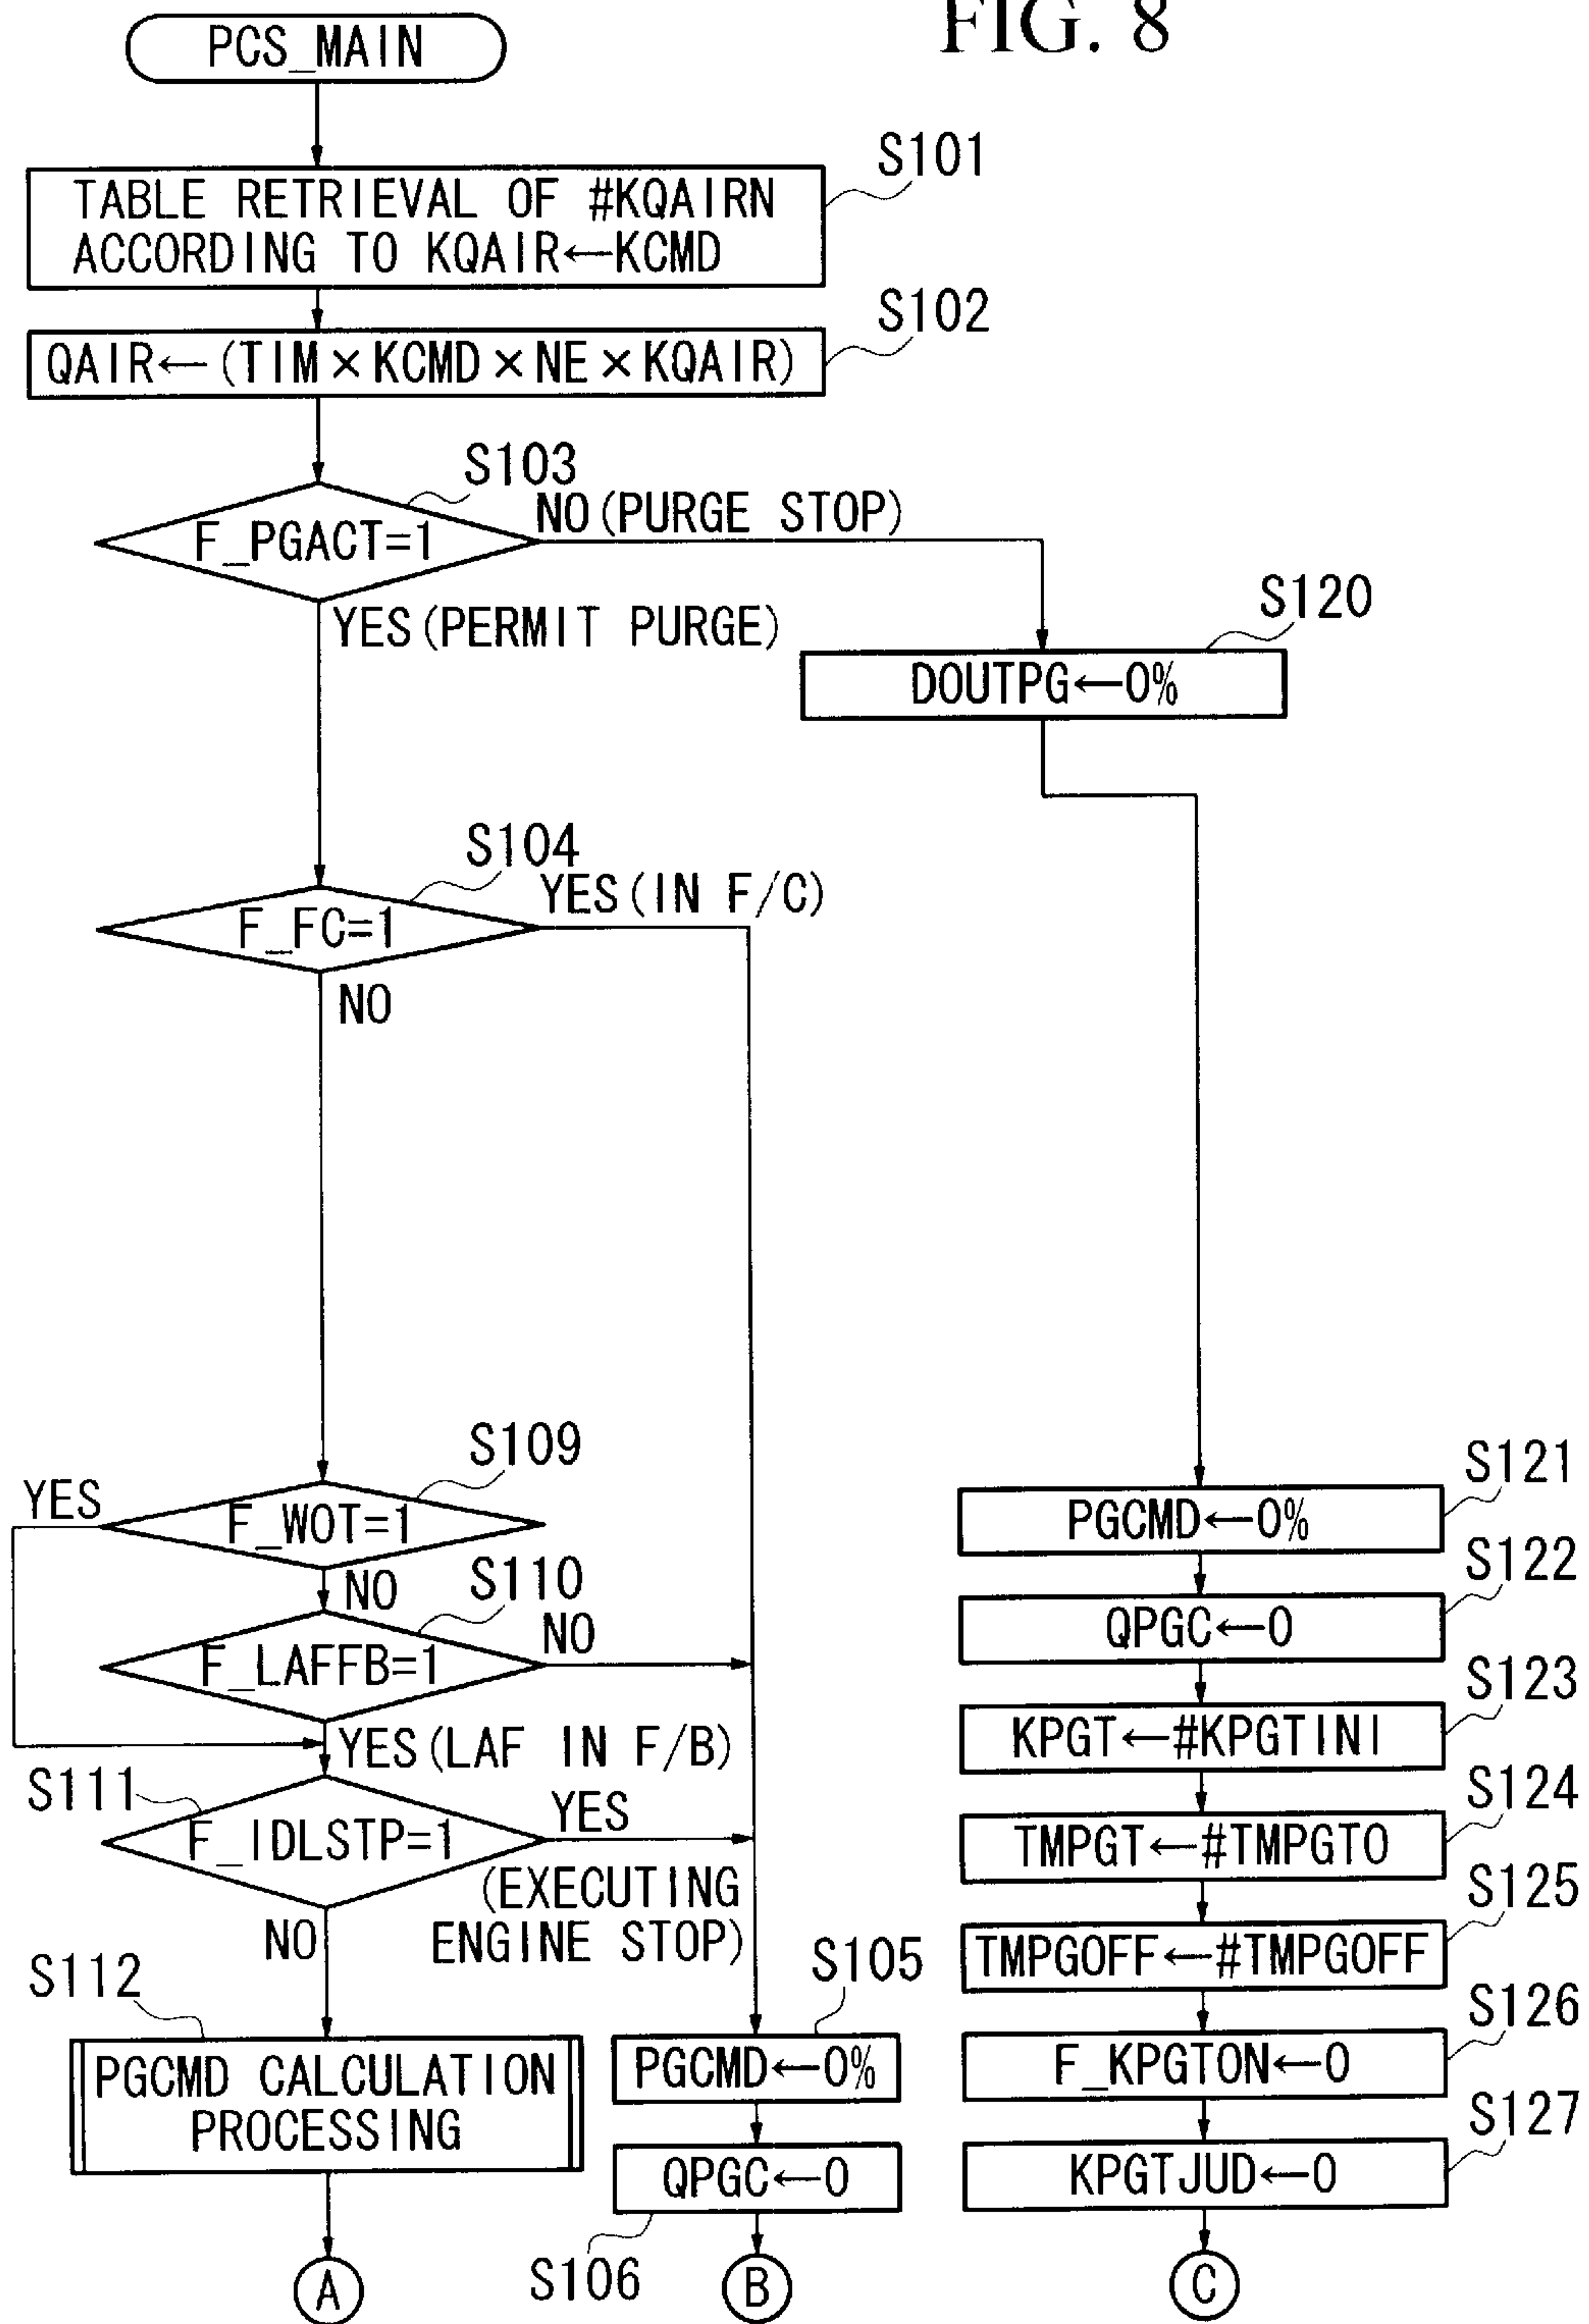 FIG. 8
PCS_MAIN
S101
TABLE RETRIEVAL OF #KQAIRN
ACCORDING TO KQAIR←KCMD
S102
QAIR←(TIM×KCMD×NE×KQAIR)
S103
F_PGACT=1
NO(PURGE STOP)
YES(PERMIT PURGE)
S120
DOUTPG←0%
S104
F_FC=1
YES(IN F/C)
NO
S109
YES
F_WOT=1
NO
S110
F_LAFFB=1
NO
YES(LAF IN F/B)
S111
F_IDLSTP=1
YES
(EXECUTING
ENGINE STOP)
NO
S112
PGCMD CALCULATION
PROCESSING
A
S105
PGCMD←0%
QPGC←0
S106
B
S121
PGCMD←0%
S122
QPGC←0
S123
KPGT←#KPGTINI
S124
TMPGT←#TMPGTO
S125
TMPGOFF←#TMPGOFF
S126
F_KPGTON←0
S127
KPGTJUD←0
C